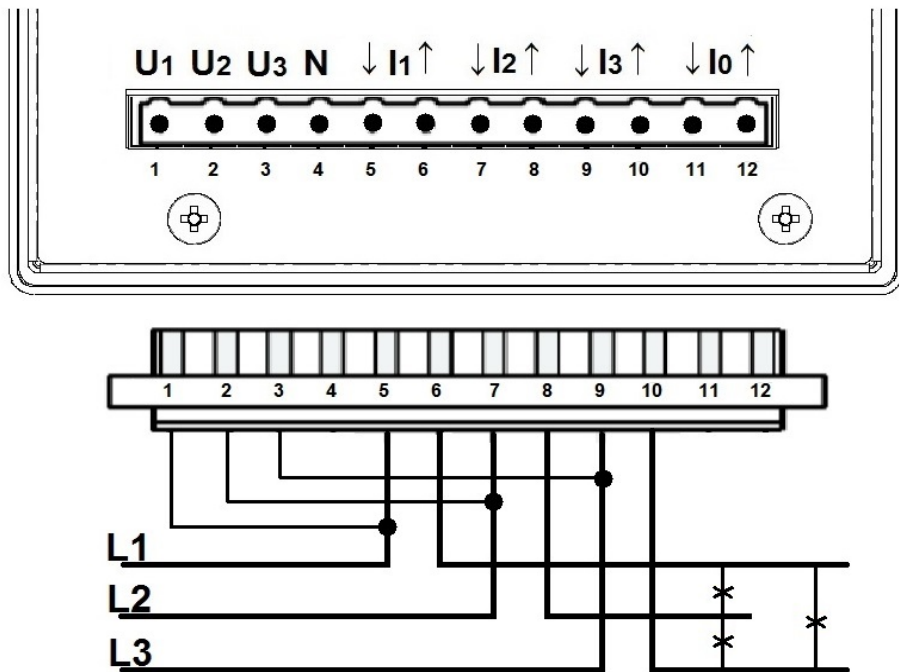 U1 U2 U3 N ↓ I1 ↑ ↓ I2 ↑ ↓ I3 ↑ ↓ I0 ↑
1 2 3 4 5 6 7 8 9 10 11 12
1 2 3 4 5 6 7 8 9 10 11 12
L1
L2
L3